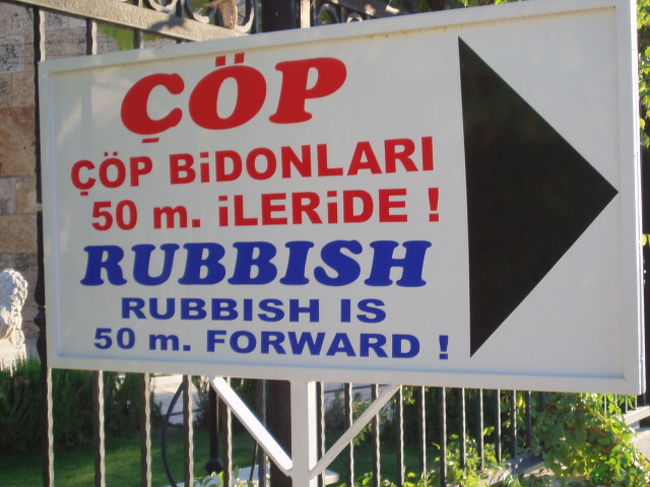 ÇÖP
ÇÖP BiDONLARI
50 m. iLERiDE !
RUBBISH
RUBBISH IS
50 m. FORWARD !